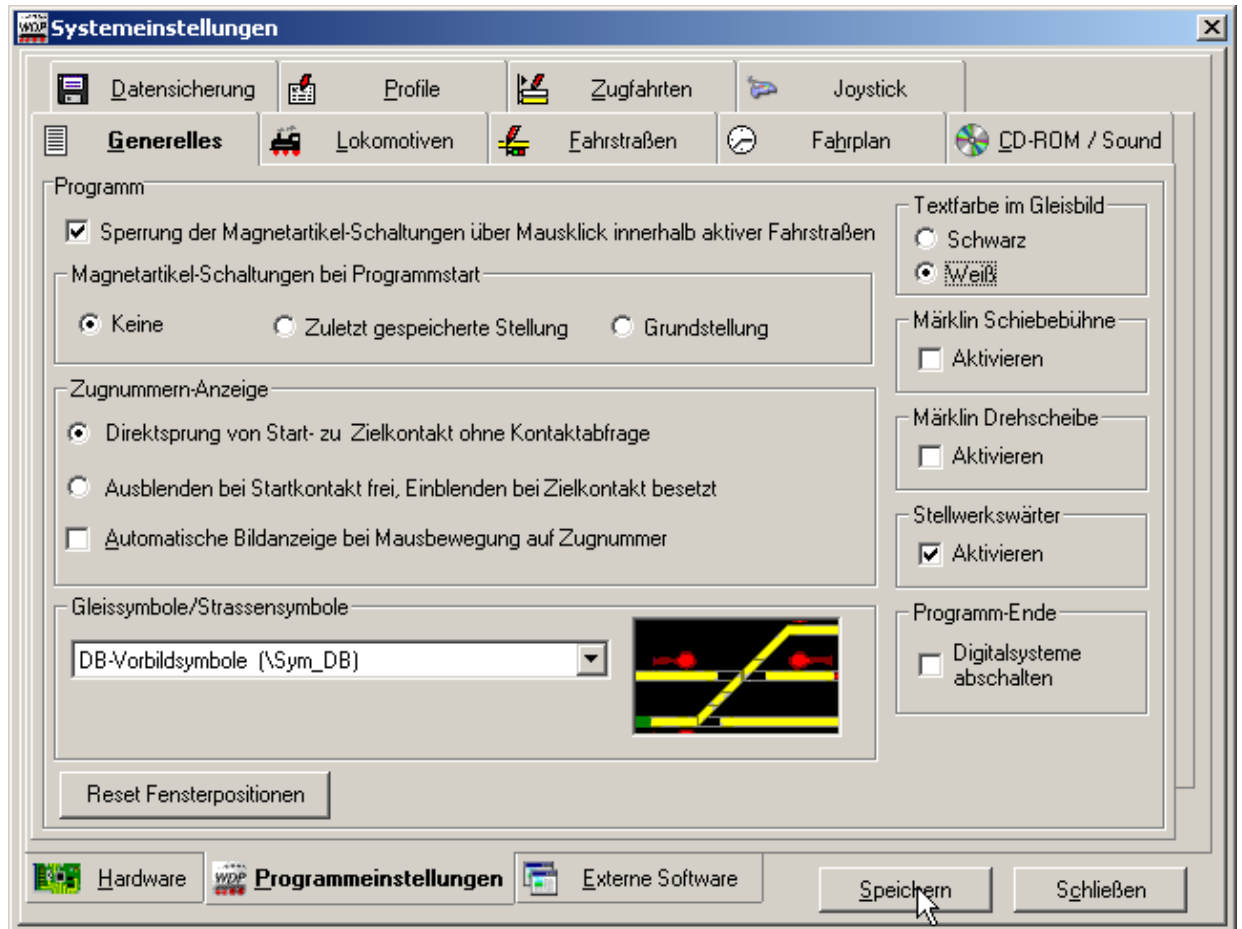 WDP Systemeinstellungen
Datensicherung Profile Zugfahrten Joystick
Generelles Lokomotiven Fahrstraßen Fahrplan CD-ROM / Sound
Programm
Sperrung der Magnetartikel-Schaltungen über Mausklick innerhalb aktiver Fahrstraßen
Magnetartikel-Schaltungen bei Programmstart
Keine Zuletzt gespeicherte Stellung Grundstellung
Zugnummern-Anzeige
Direktsprung von Start- zu Zielkontakt ohne Kontaktabfrage
Ausblenden bei Startkontakt frei, Einblenden bei Zielkontakt besetzt
Automatische Bildanzeige bei Mausbewegung auf Zugnummer
Gleissymbole/Strassensymbole
DB-Vorbildsymbole (\Sym_DB)
Reset Fensterpositionen
Textfarbe im Gleisbild
Schwarz
Weiß
Märklin Schiebebühne
Aktivieren
Märklin Drehscheibe
Aktivieren
Stellwerkswärter
Aktivieren
Programm-Ende
Digitalsysteme
abschalten
Hardware WDP Programmeinstellungen Externe Software
Speichern Schließen